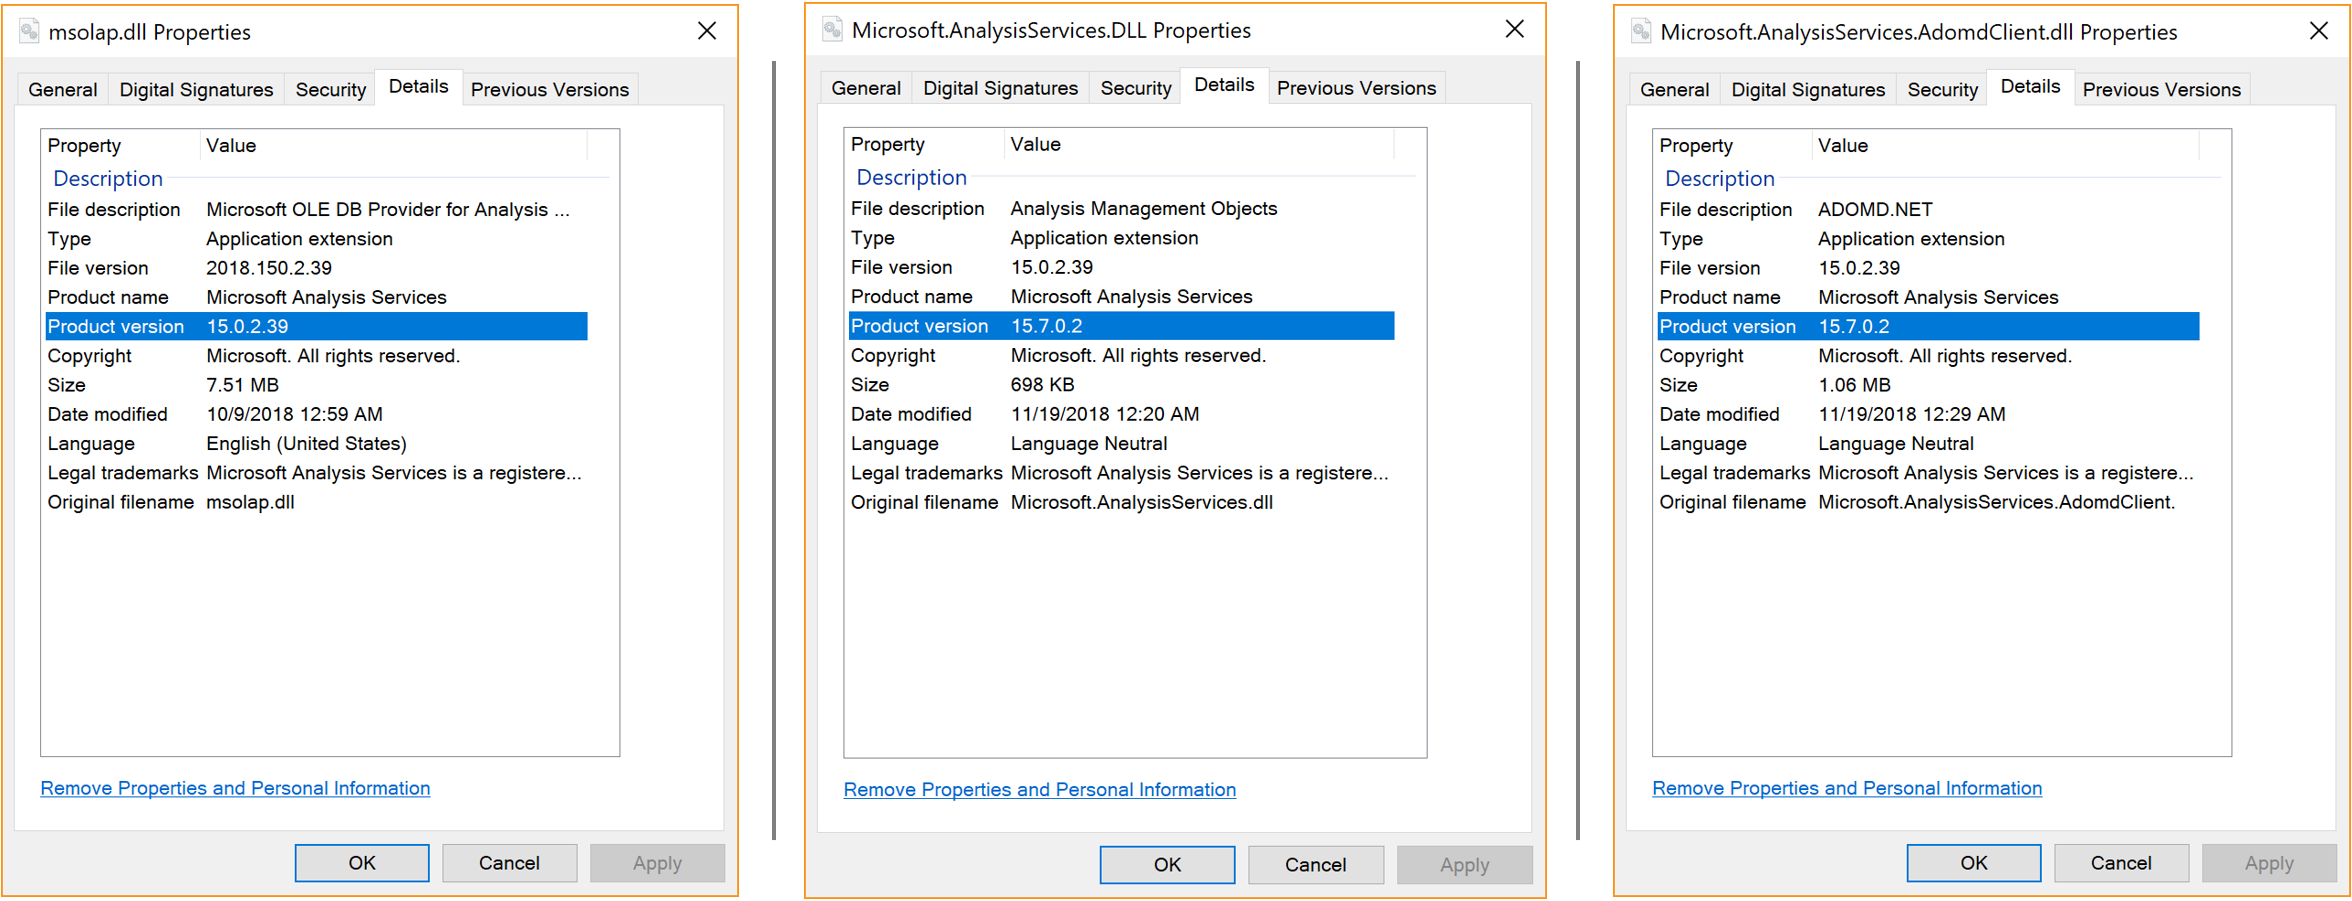 msolap.dll Properties
General Digital Signatures Security Details Previous Versions
Property Value
Description
File description Microsoft OLE DB Provider for Analysis ...
Type Application extension
File version 2018.150.2.39
Product name Microsoft Analysis Services
Product version 15.0.2.39
Copyright Microsoft. All rights reserved.
Size 7.51 MB
Date modified 10/9/2018 12:59 AM
Language English (United States)
Legal trademarks Microsoft Analysis Services is a registere...
Original filename msolap.dll
Remove Properties and Personal Information
OK Cancel Apply
Microsoft.AnalysisServices.DLL Properties
General Digital Signatures Security Details Previous Versions
Property Value
Description
File description Analysis Management Objects
Type Application extension
File version 15.0.2.39
Product name Microsoft Analysis Services
Product version 15.7.0.2
Copyright Microsoft. All rights reserved.
Size 698 KB
Date modified 11/19/2018 12:20 AM
Language Language Neutral
Legal trademarks Microsoft Analysis Services is a registere...
Original filename Microsoft.AnalysisServices.dll
Remove Properties and Personal Information
OK Cancel Apply
Microsoft.AnalysisServices.AdomdClient.dll Properties
General Digital Signatures Security Details Previous Versions
Property Value
Description
File description ADOMD.NET
Type Application extension
File version 15.0.2.39
Product name Microsoft Analysis Services
Product version 15.7.0.2
Copyright Microsoft. All rights reserved.
Size 1.06 MB
Date modified 11/19/2018 12:29 AM
Language Language Neutral
Legal trademarks Microsoft Analysis Services is a registere...
Original filename Microsoft.AnalysisServices.AdomdClient.
Remove Properties and Personal Information
OK Cancel Apply